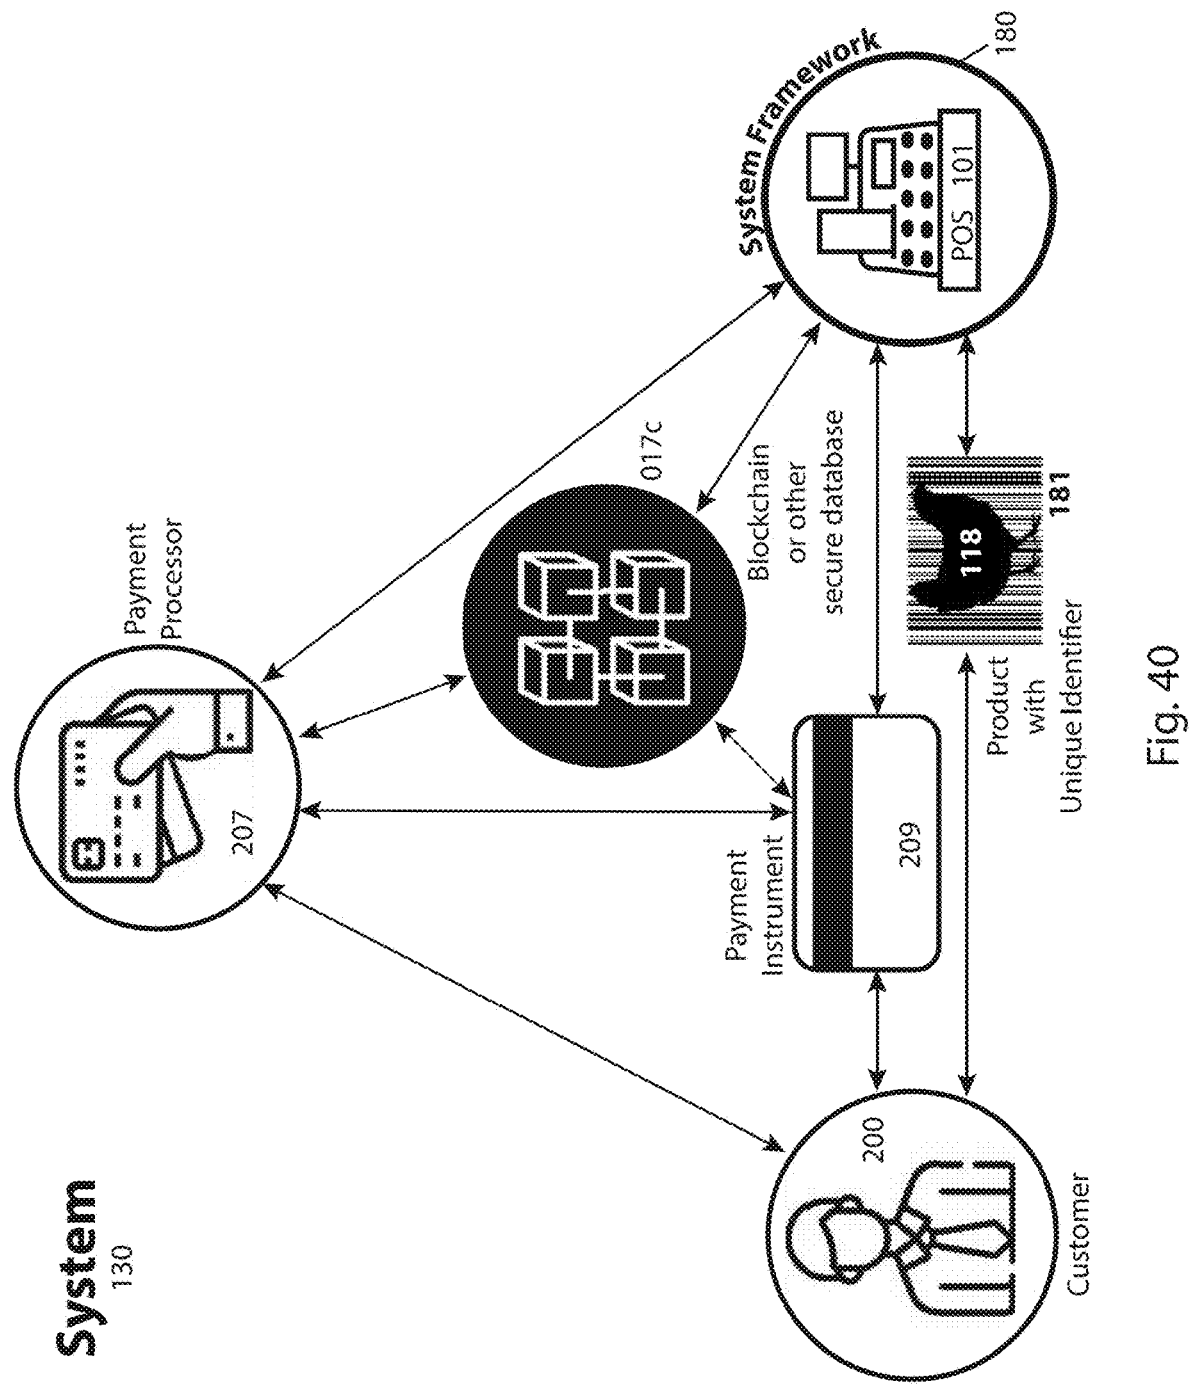 System
130
Payment
Processor
207
017c
Blockchain
or other
secure database
System Framework
180
POS 101
Payment
Instrument
209
118
181
Product
with
Unique Identifier
200
Customer
Fig. 40